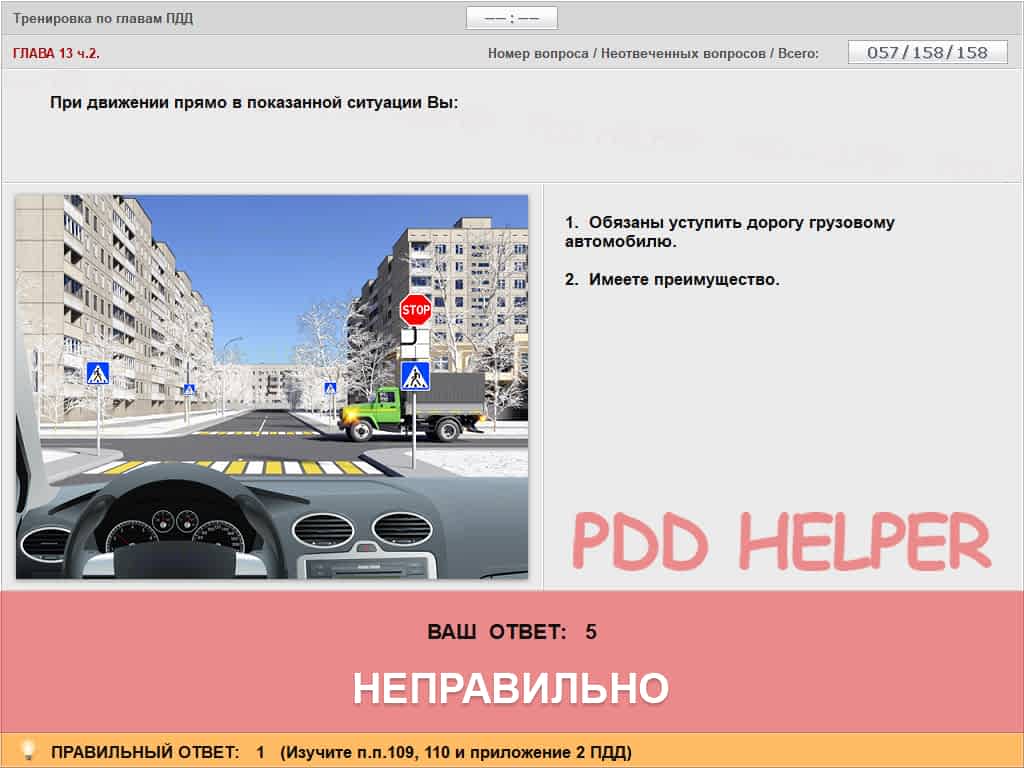 Тренировка по главам ПДД
—— : ——
ГЛАВА 13 ч.2.
Номер вопроса / Неотвеченных вопросов / Всего:
057/158/158
При движении прямо в показанной ситуации Вы:
1. Обязаны уступить дорогу грузовому
автомобилю.
2. Имеете преимущество.
STOP
PDD HELPER
ВАШ ОТВЕТ: 5
НЕПРАВИЛЬНО
ПРАВИЛЬНЫЙ ОТВЕТ: 1 (Изучите п.п.109, 110 и приложение 2 ПДД)